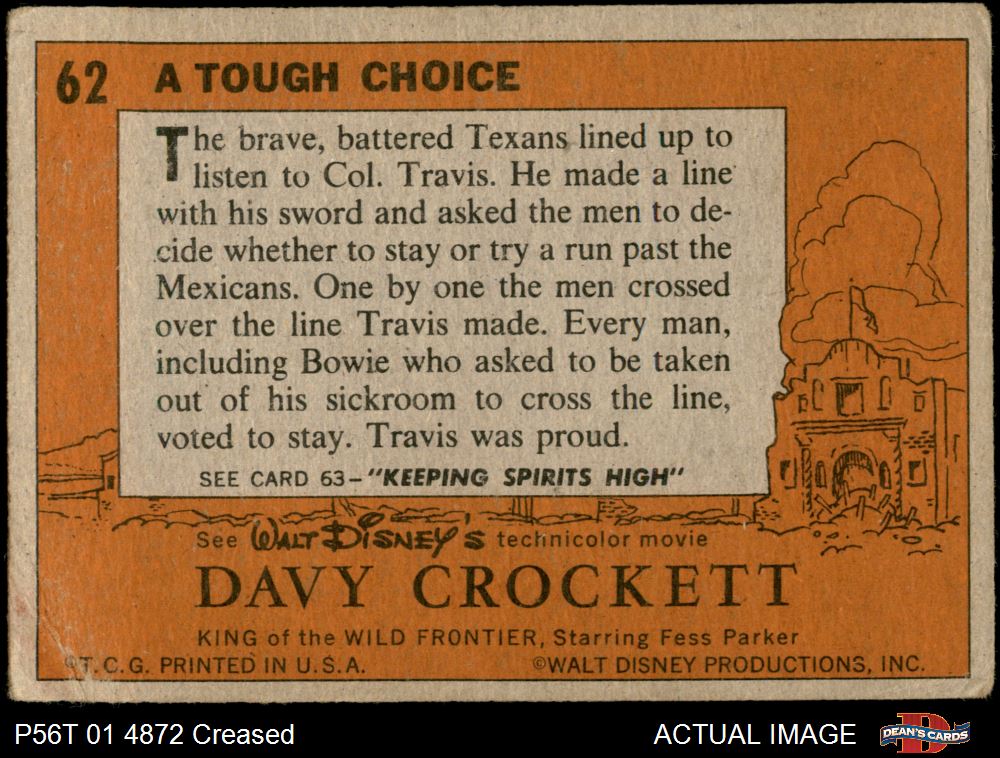 62 A TOUGH CHOICE
The brave, battered Texans lined up to
listen to Col. Travis. He made a line
with his sword and asked the men to de-
cide whether to stay or try a run past the
Mexicans. One by one the men crossed
over the line Travis made. Every man,
including Bowie who asked to be taken
out of his sickroom to cross the line,
voted to stay. Travis was proud.
SEE CARD 63–"KEEPING SPIRITS HIGH"
See WALT DISNEY'S technicolor movie
DAVY CROCKETT
KING of the WILD FRONTIER, Starring Fess Parker
©T.C.G. PRINTED IN U.S.A. ©WALT DISNEY PRODUCTIONS, INC.
P56T 01 4872 Creased ACTUAL IMAGE D DEAN'S CARDS